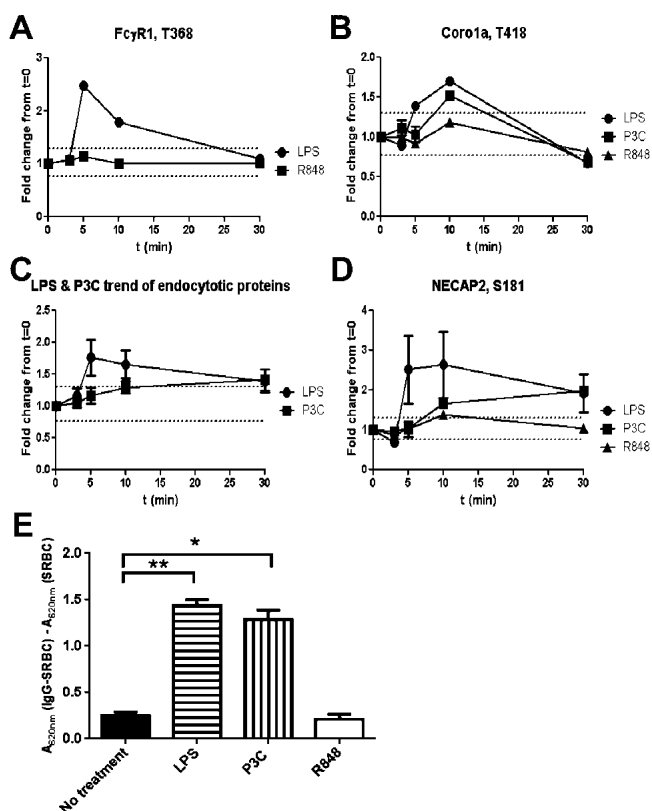 A
FcγR1, T368
Fold change from t=0
3
2
1
0
0 5 10 15 20 25 30
t (min)
LPS
R848
B
Coro1a, T418
Fold change from t=0
2.0
1.5
1.0
0.5
0.0
0 5 10 15 20 25 30
t (min)
LPS
P3C
R848
C
LPS & P3C trend of endocytotic proteins
Fold change from t=0
2.5
2.0
1.5
1.0
0.5
0.0
0 5 10 15 20 25 30
t (min)
LPS
P3C
D
NECAP2, S181
Fold change from t=0
4
3
2
1
0
0 5 10 15 20 25 30
t (min)
LPS
P3C
R848
E
A620nm (IgG-SRBC) - A620nm (SRBC)
2.0
1.5
1.0
0.5
0.0
*
**
No treatment
LPS
P3C
R848